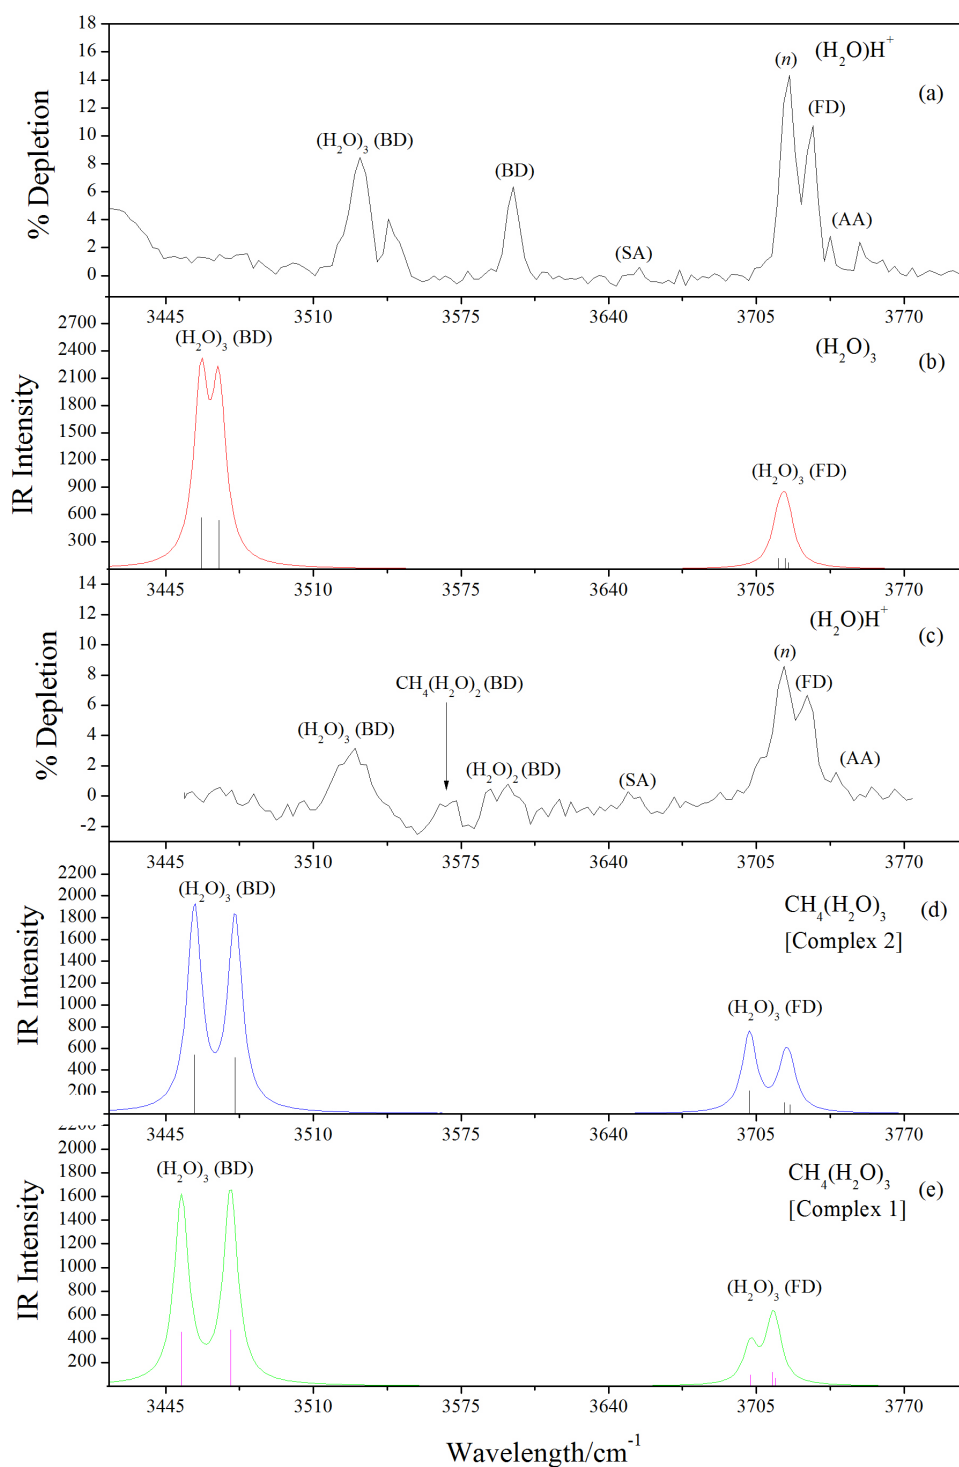 18
16
14
12
10
8
6
4
2
0
% Depletion
(H₂O)₃ (BD)
(BD)
(SA)
(n)
(FD)
(AA)
(H₂O)H⁺
(a)
3445 3510 3575 3640 3705 3770
2700
2400
2100
1800
1500
1200
900
600
300
IR Intensity
(H₂O)₃ (BD)
(H₂O)₃ (FD)
(H₂O)₃
(b)
3445 3510 3575 3640 3705 3770
14
12
10
8
6
4
2
0
-2
% Depletion
(H₂O)₃ (BD)
CH₄(H₂O)₂ (BD)
(H₂O)₂ (BD)
(SA)
(n)
(FD)
(AA)
(H₂O)H⁺
(c)
3445 3510 3575 3640 3705 3770
2200
2000
1800
1600
1400
1200
1000
800
600
400
200
IR Intensity
(H₂O)₃ (BD)
(H₂O)₃ (FD)
CH₄(H₂O)₃
[Complex 2]
(d)
3445 3510 3575 3640 3705 3770
2200
2000
1800
1600
1400
1200
1000
800
600
400
200
IR Intensity
(H₂O)₃ (BD)
(H₂O)₃ (FD)
CH₄(H₂O)₃
[Complex 1]
(e)
3445 3510 3575 3640 3705 3770
Wavelength/cm⁻¹